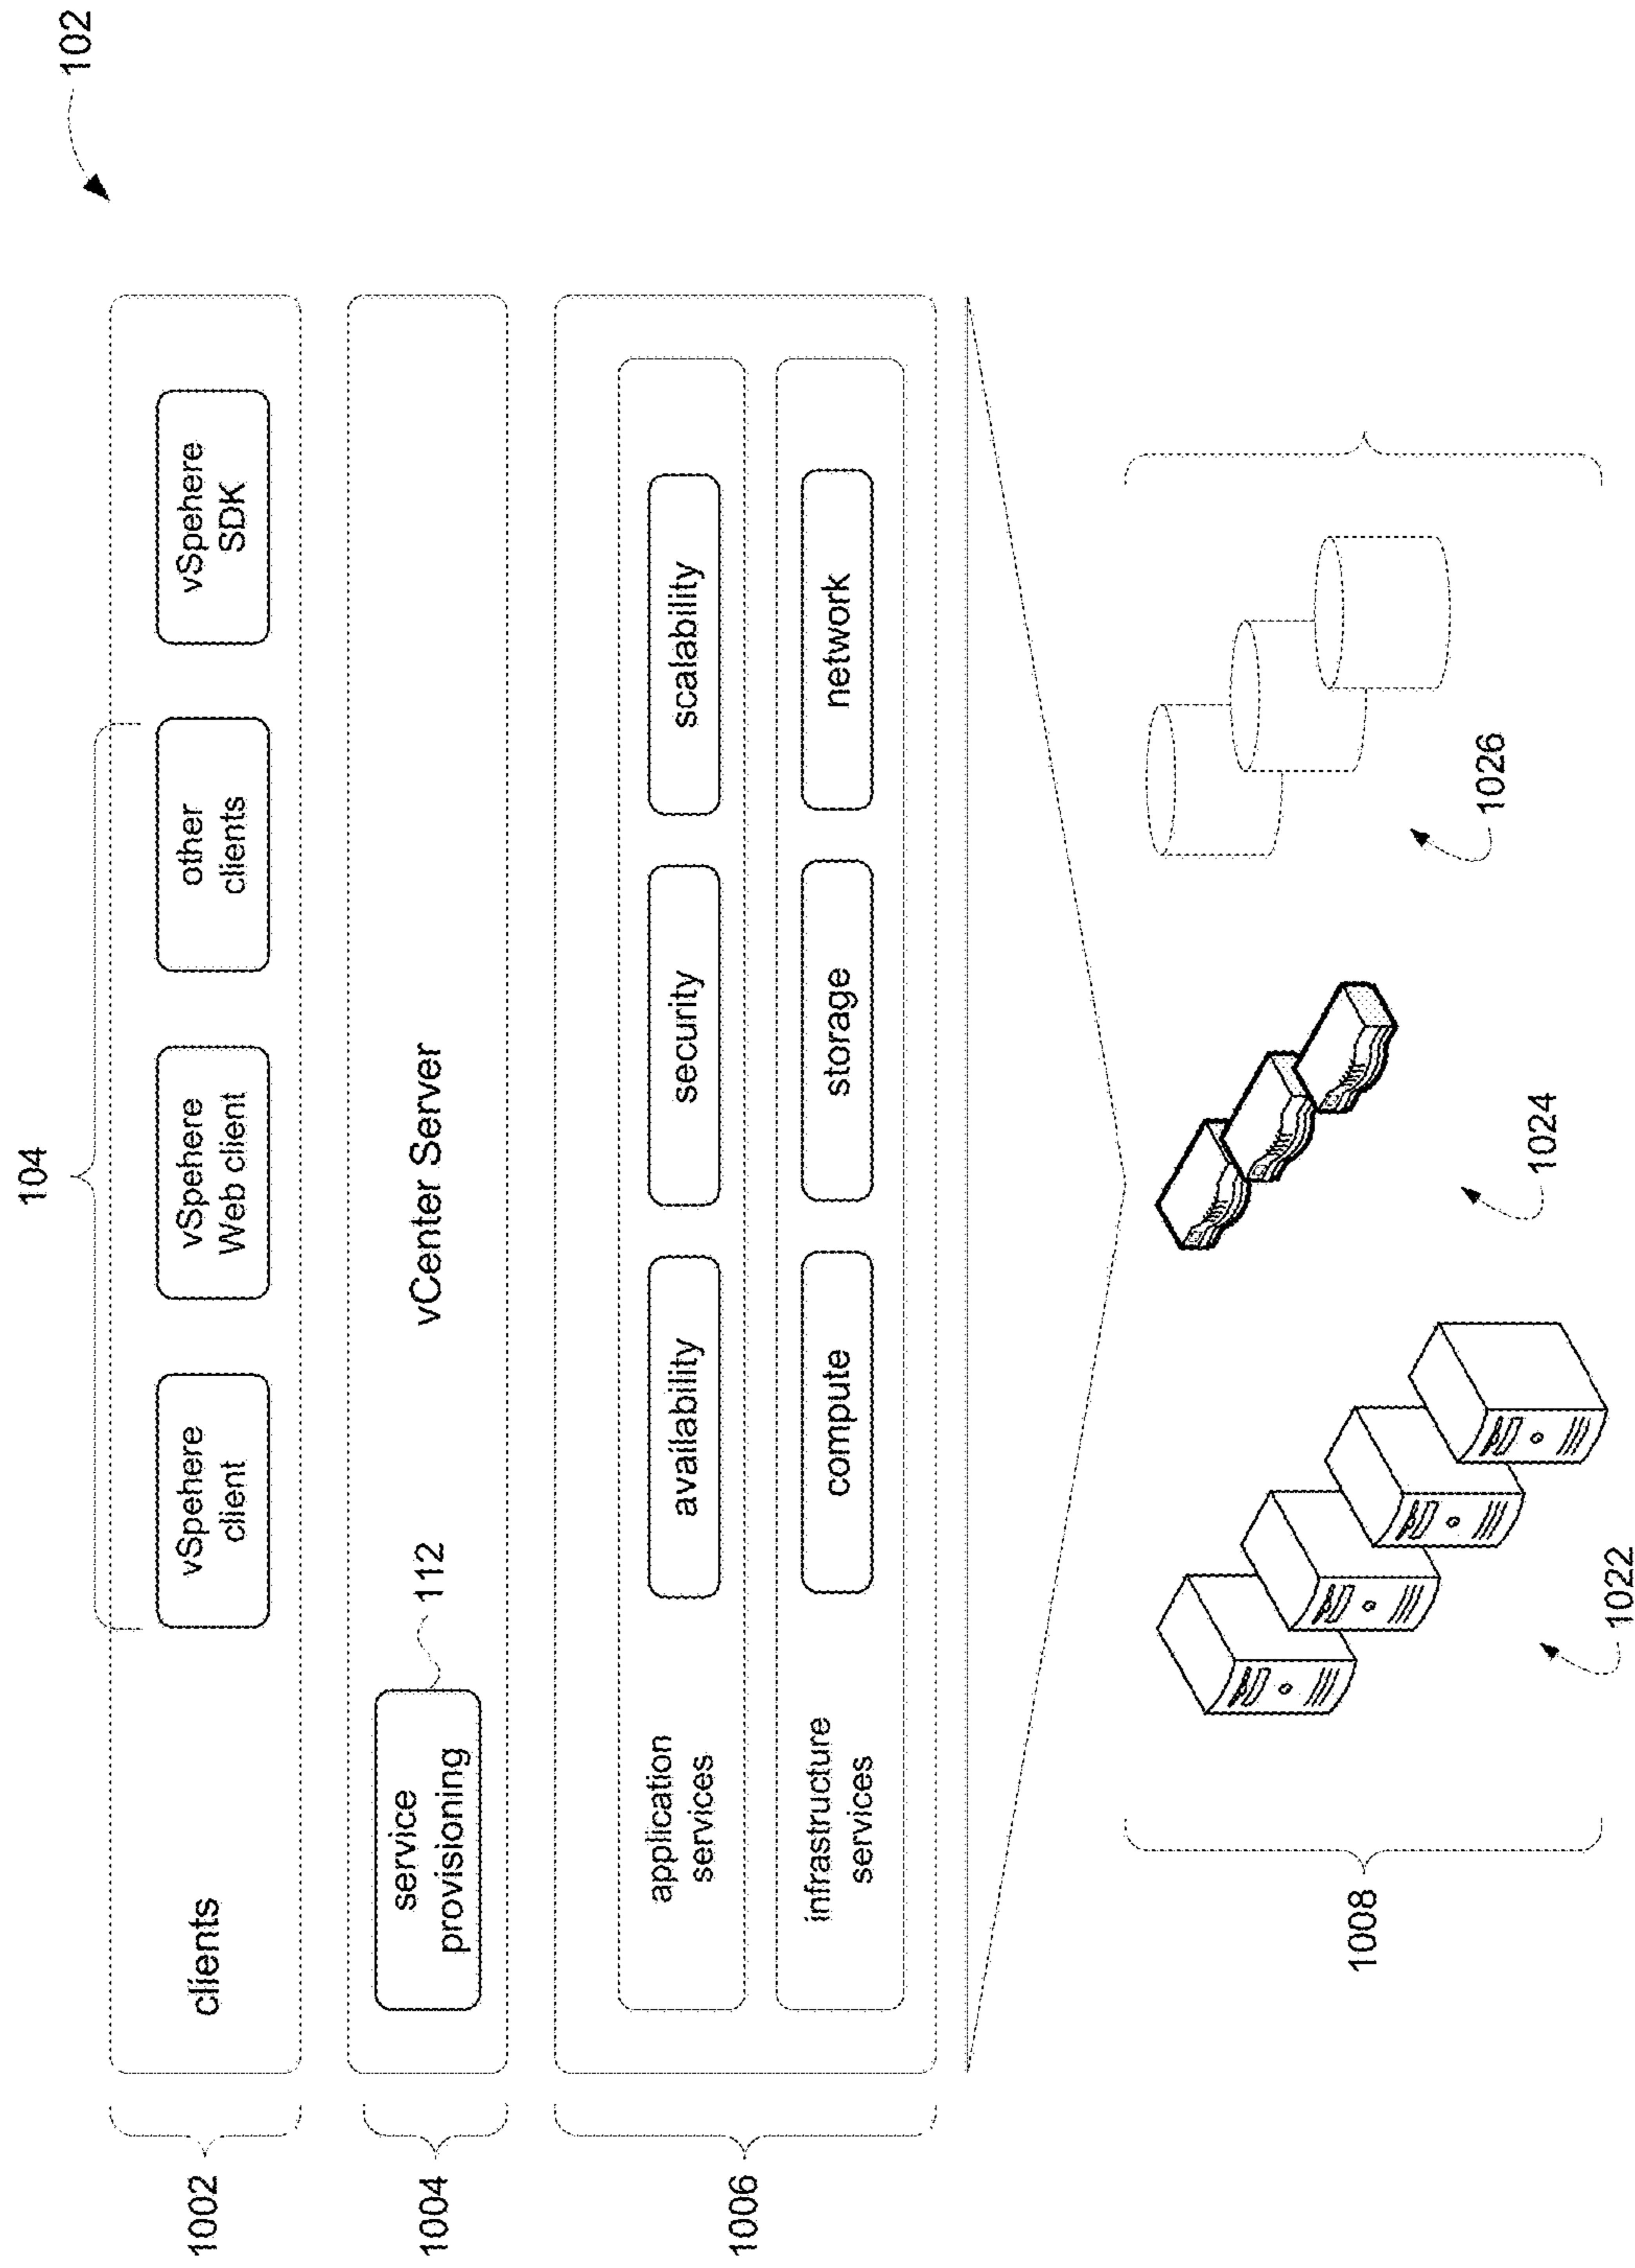 102
104
1002
clients
vSpehere
client
vSpehere
Web client
other
clients
vSpehere
SDK
1004
service
provisioning
112
vCenter Server
1006
application
services
availability
security
scalability
infrastructure
services
compute
storage
network
1008
1022
1024
1026